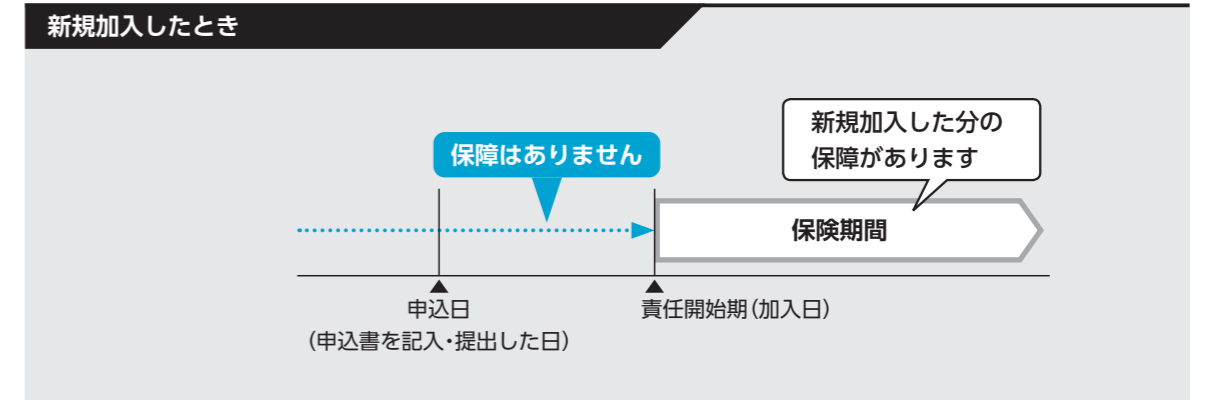 新規加入したとき
新規加入した分の
保障があります
保障はありません
保険期間
申込日
(申込書を記入・提出した日)
責任開始期(加入日)